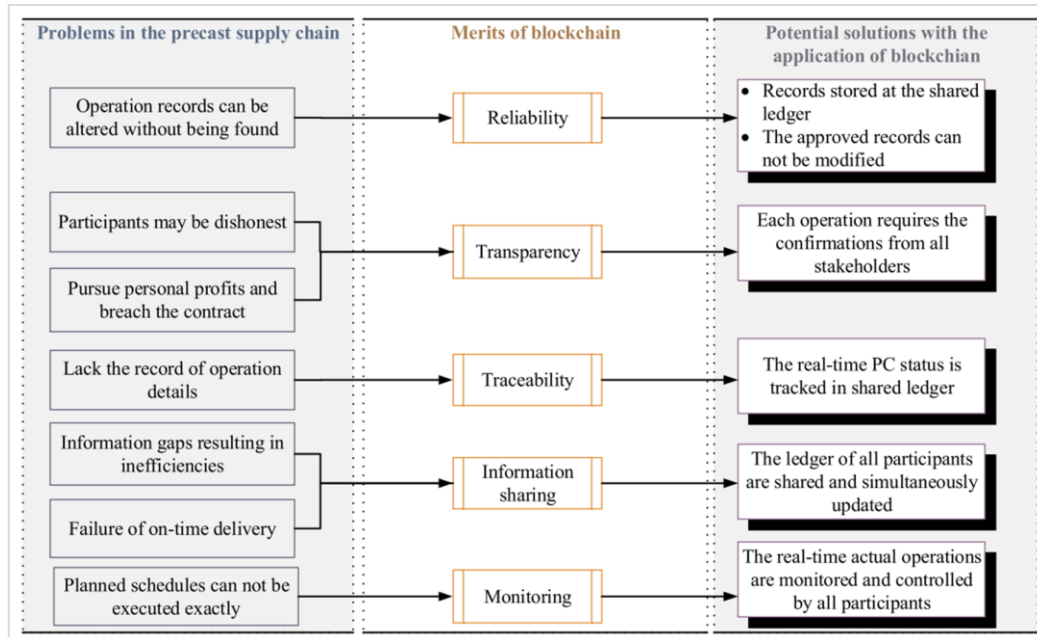 Problems in the precast supply chain
Merits of blockchain
Potential solutions with the
application of blockchian
Operation records can be
altered without being found
Reliability
• Records stored at the shared
ledger
• The approved records can
not be modified
Participants may be dishonest
Pursue personal profits and
breach the contract
Transparency
Each operation requires the
confirmations from all
stakeholders
Lack the record of operation
details
Traceability
The real-time PC status is
tracked in shared ledger
Information gaps resulting in
inefficiencies
Failure of on-time delivery
Information
sharing
The ledger of all participants
are shared and simultaneously
updated
Planned schedules can not be
executed exactly
Monitoring
The real-time actual operations
are monitored and controlled
by all participants